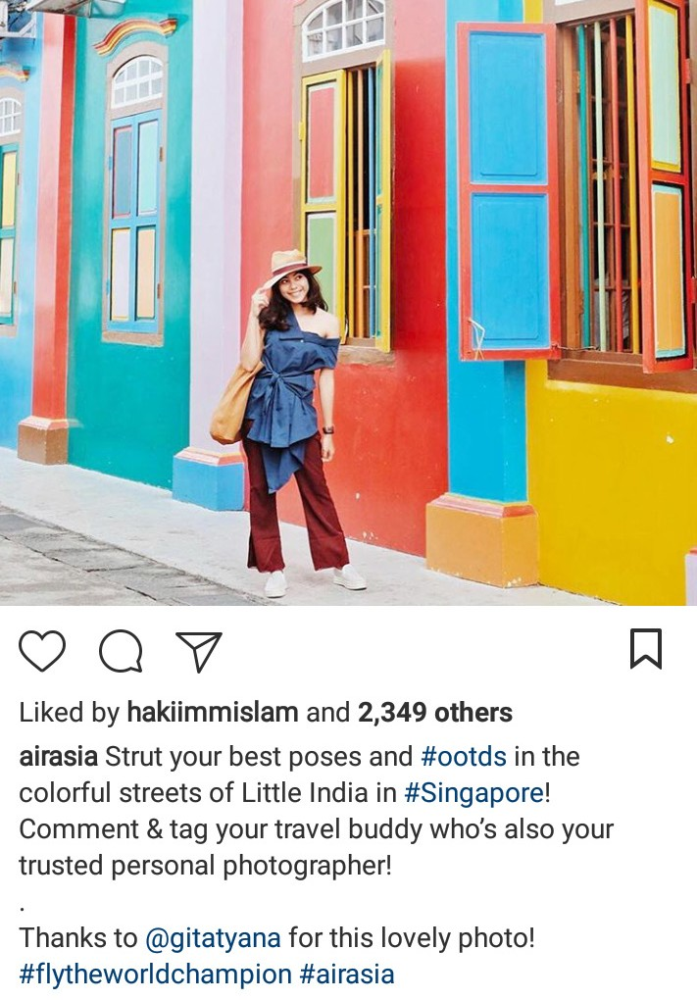 Liked by hakiimmislam and 2,349 others
airasia Strut your best poses and #ootds in the
colorful streets of Little India in #Singapore!
Comment & tag your travel buddy who’s also your
trusted personal photographer!
.
Thanks to @gitatyana for this lovely photo!
#flytheworldchampion #airasia